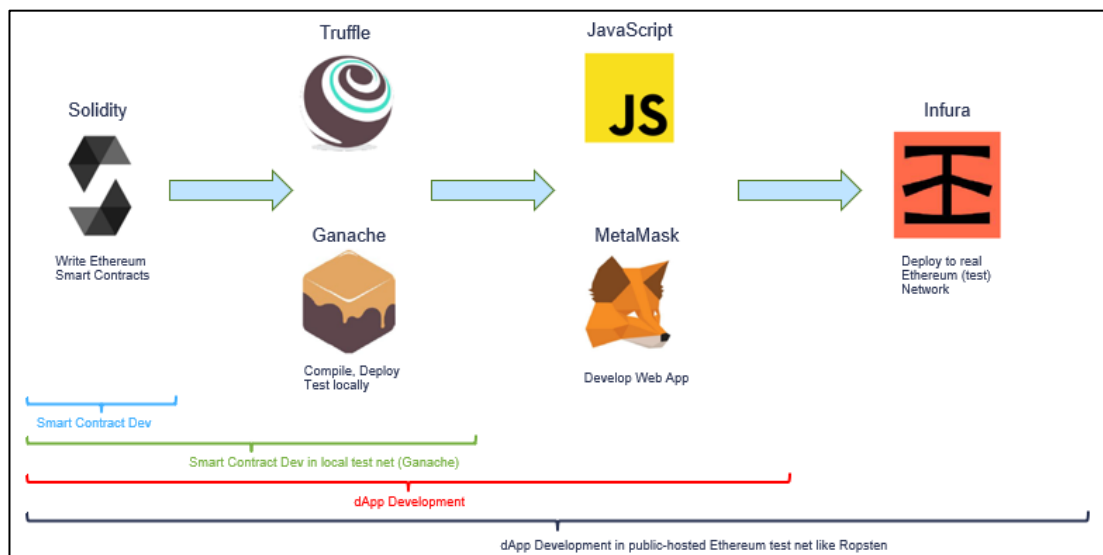 Truffle
JavaScript
JS
Solidity
Infura
Ganache
MetaMask
Write Ethereum
Smart Contracts
Deploy to real
Ethereum (test)
Network
Compile, Deploy
Test locally
Develop Web App
Smart Contract Dev
Smart Contract Dev in local test net (Ganache)
dApp Development
dApp Development in public-hosted Ethereum test net like Ropsten